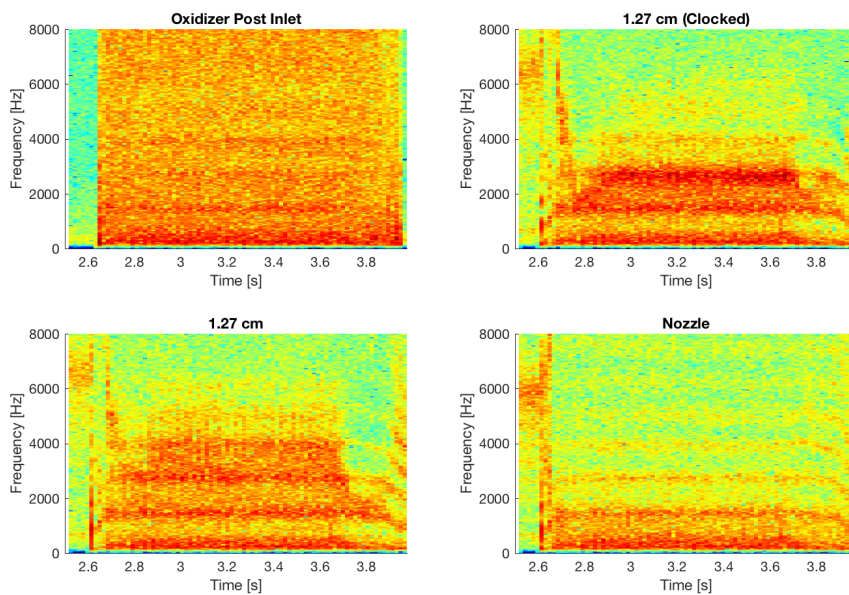 Oxidizer Post Inlet
8000
6000
4000
2000
0
Frequency [Hz]
2.6 2.8 3 3.2 3.4 3.6 3.8
Time [s]
1.27 cm (Clocked)
8000
6000
4000
2000
0
Frequency [Hz]
2.6 2.8 3 3.2 3.4 3.6 3.8
Time [s]
1.27 cm
8000
6000
4000
2000
0
Frequency [Hz]
2.6 2.8 3 3.2 3.4 3.6 3.8
Time [s]
Nozzle
8000
6000
4000
2000
0
Frequency [Hz]
2.6 2.8 3 3.2 3.4 3.6 3.8
Time [s]